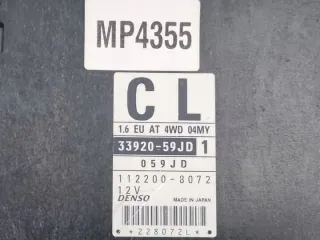 MP4355
C L
1.6 EU AT 4WD 04MY
33920-59JD 1
059JD
112200-8072
12V
DENSO MADE IN JAPAN
*228072L*